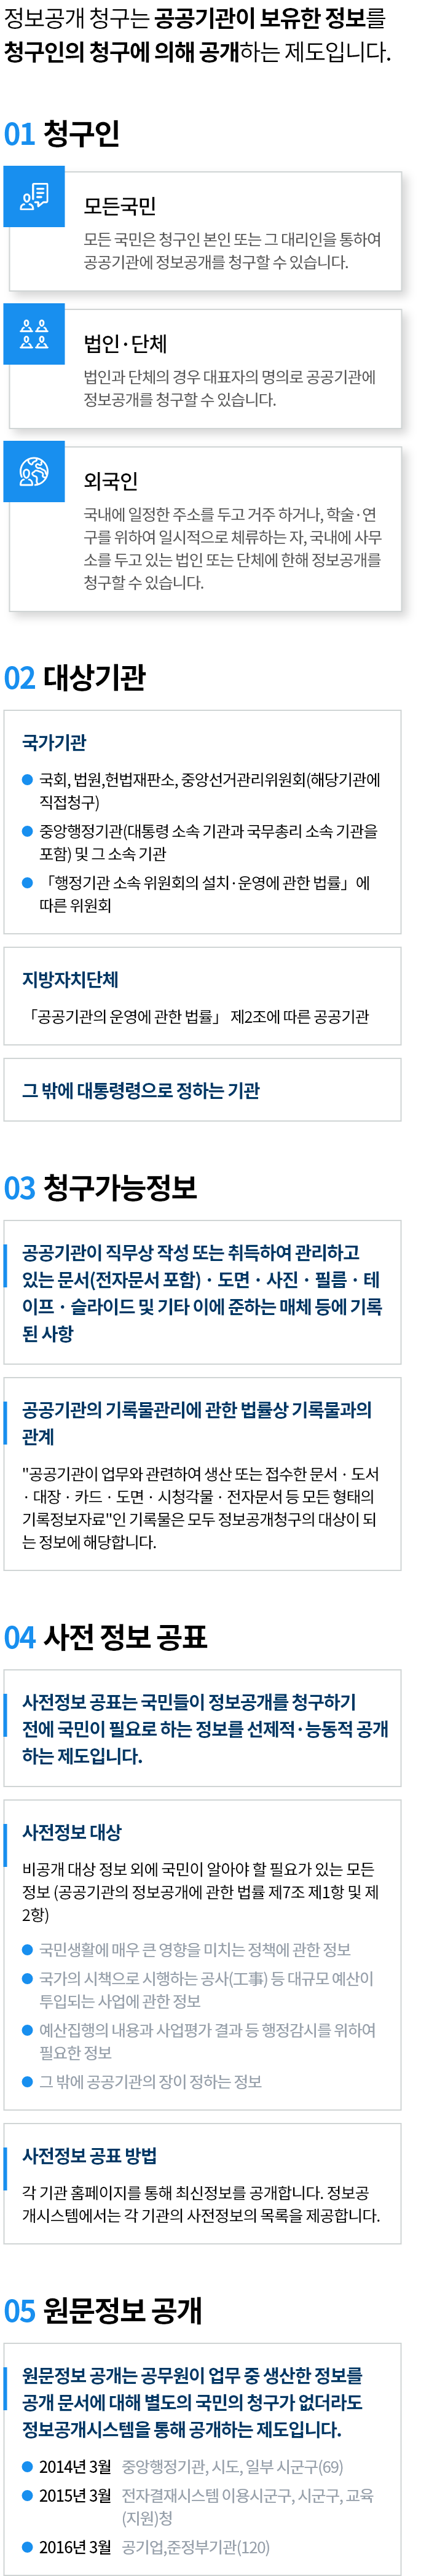 정보공개 청구는 공공기관이 보유한 정보를
청구인의 청구에 의해 공개하는 제도입니다.
01 청구인
모든국민
모든 국민은 청구인 본인 또는 그 대리인을 통하여
공공기관에 정보공개를 청구할 수 있습니다.
법인·단체
법인과 단체의 경우 대표자의 명의로 공공기관에
정보공개를 청구할 수 있습니다.
외국인
국내에 일정한 주소를 두고 거주 하거나, 학술·연
구를 위하여 일시적으로 체류하는 자, 국내에 사무
소를 두고 있는 법인 또는 단체에 한해 정보공개를
청구할 수 있습니다.
02 대상기관
국가기관
국회, 법원,헌법재판소, 중앙선거관리위원회(해당기관에
직접청구)
중앙행정기관(대통령 소속 기관과 국무총리 소속 기관을
포함) 및 그 소속 기관
「행정기관 소속 위원회의 설치·운영에 관한 법률」에
따른 위원회
지방자치단체
「공공기관의 운영에 관한 법률」 제2조에 따른 공공기관
그 밖에 대통령령으로 정하는 기관
03 청구가능정보
공공기관이 직무상 작성 또는 취득하여 관리하고
있는 문서(전자문서 포함)·도면·사진·필름·테
이프·슬라이드 및 기타 이에 준하는 매체 등에 기록
된 사항
공공기관의 기록물관리에 관한 법률상 기록물과의
관계
"공공기관이 업무와 관련하여 생산 또는 접수한 문서·도서
·대장·카드·도면·시청각물·전자문서 등 모든 형태의
기록정보자료"인 기록물은 모두 정보공개청구의 대상이 되
는 정보에 해당합니다.
04 사전 정보 공표
사전정보 공표는 국민들이 정보공개를 청구하기
전에 국민이 필요로 하는 정보를 선제적·능동적 공개
하는 제도입니다.
사전정보 대상
비공개 대상 정보 외에 국민이 알아야 할 필요가 있는 모든
정보 (공공기관의 정보공개에 관한 법률 제7조 제1항 및 제
2항)
국민생활에 매우 큰 영향을 미치는 정책에 관한 정보
국가의 시책으로 시행하는 공사(工事) 등 대규모 예산이
투입되는 사업에 관한 정보
예산집행의 내용과 사업평가 결과 등 행정감시를 위하여
필요한 정보
그 밖에 공공기관의 장이 정하는 정보
사전정보 공표 방법
각 기관 홈페이지를 통해 최신정보를 공개합니다. 정보공
개시스템에서는 각 기관의 사전정보의 목록을 제공합니다.
05 원문정보 공개
원문정보 공개는 공무원이 업무 중 생산한 정보를
공개 문서에 대해 별도의 국민의 청구가 없더라도
정보공개시스템을 통해 공개하는 제도입니다.
2014년 3월 중앙행정기관, 시도, 일부 시군구(69)
2015년 3월 전자결재시스템 이용시군구, 시군구, 교육
(지원)청
2016년 3월 공기업,준정부기관(120)